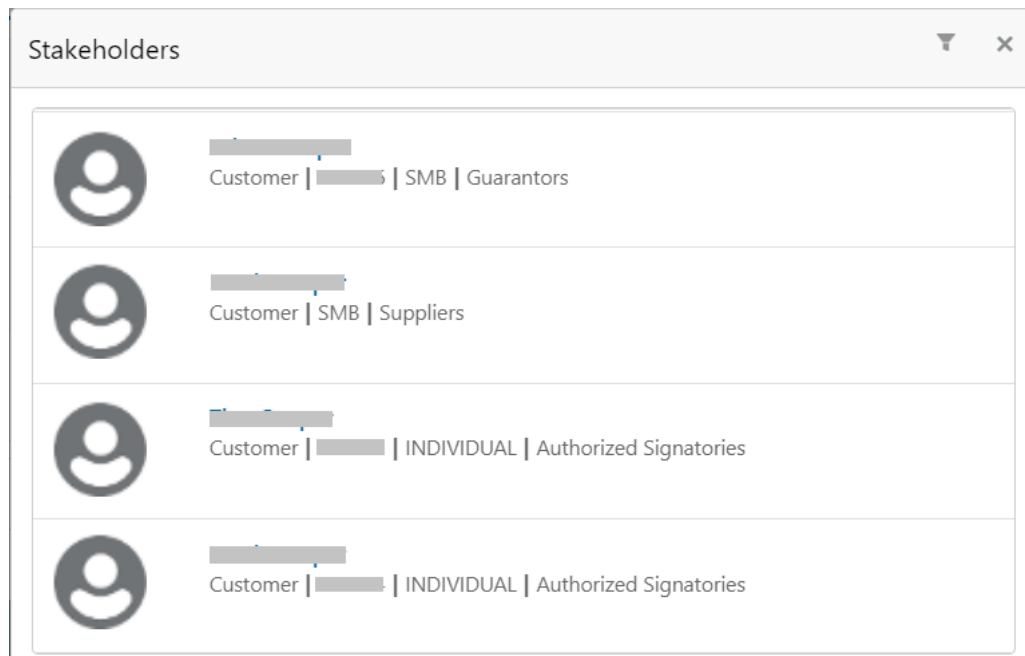 Stakeholders
Customer | | SMB | Guarantors
Customer | SMB | Suppliers
Customer | | INDIVIDUAL | Authorized Signatories
Customer | | INDIVIDUAL | Authorized Signatories